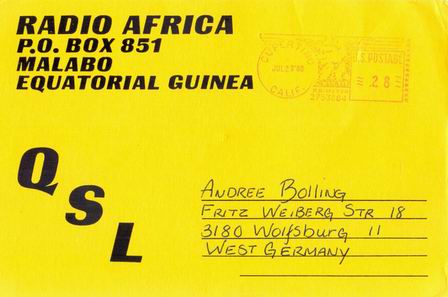 RADIO AFRICA
P.O. BOX 851
MALABO
EQUATORIAL GUINEA
CUPERTINO
CALIF.
U.S. POSTAGE
.28
QSL
ANDREE BOLLING
FRITZ WEIBERG STR 18
3180 WOLFSBURG 11
WEST GERMANY